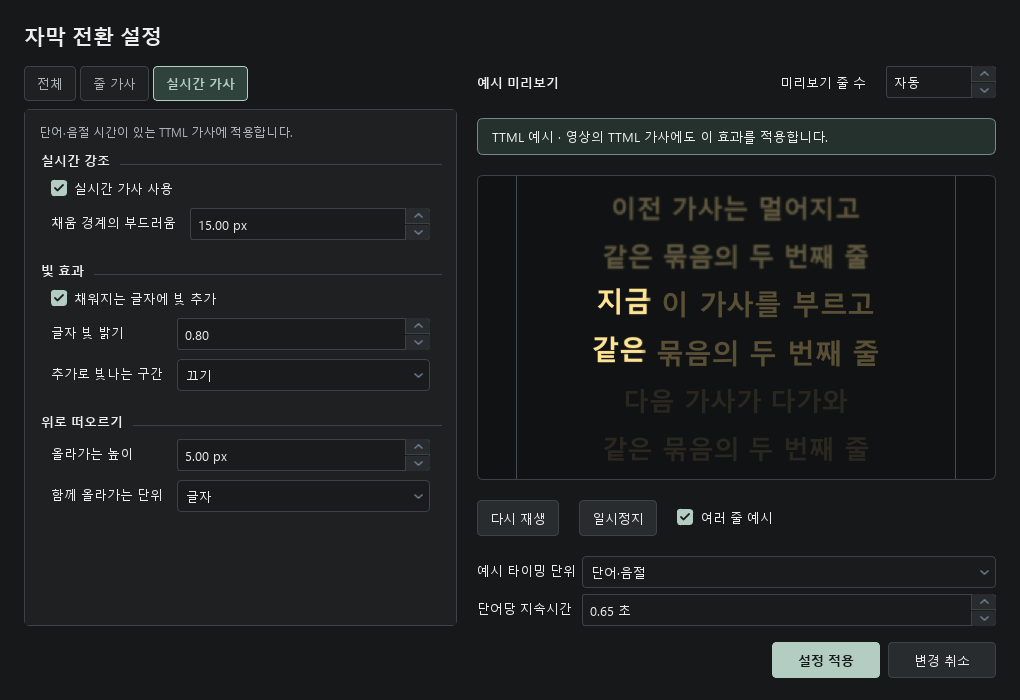 자막 전환 설정
전체
줄 가사
실시간 가사
단어·음절 시간이 있는 TTML 가사에 적용합니다.
실시간 강조
실시간 가사 사용
채움 경계의 부드러움
15.00 px
빛 효과
채워지는 글자에 빛 추가
글자 빛 밝기
0.80
추가로 빛나는 구간
끄기
위로 떠오르기
올라가는 높이
5.00 px
함께 올라가는 단위
글자
예시 미리보기
미리보기 줄 수
자동
TTML 예시 · 영상의 TTML 가사에도 이 효과를 적용합니다.
이전 가사는 멀어지고
같은 묶음의 두 번째 줄
지금 이 가사를 부르고
같은 묶음의 두 번째 줄
다음 가사가 다가와
같은 묶음의 두 번째 줄
다시 재생
일시정지
여러 줄 예시
예시 타이밍 단위
단어·음절
단어당 지속시간
0.65 초
설정 적용
변경 취소